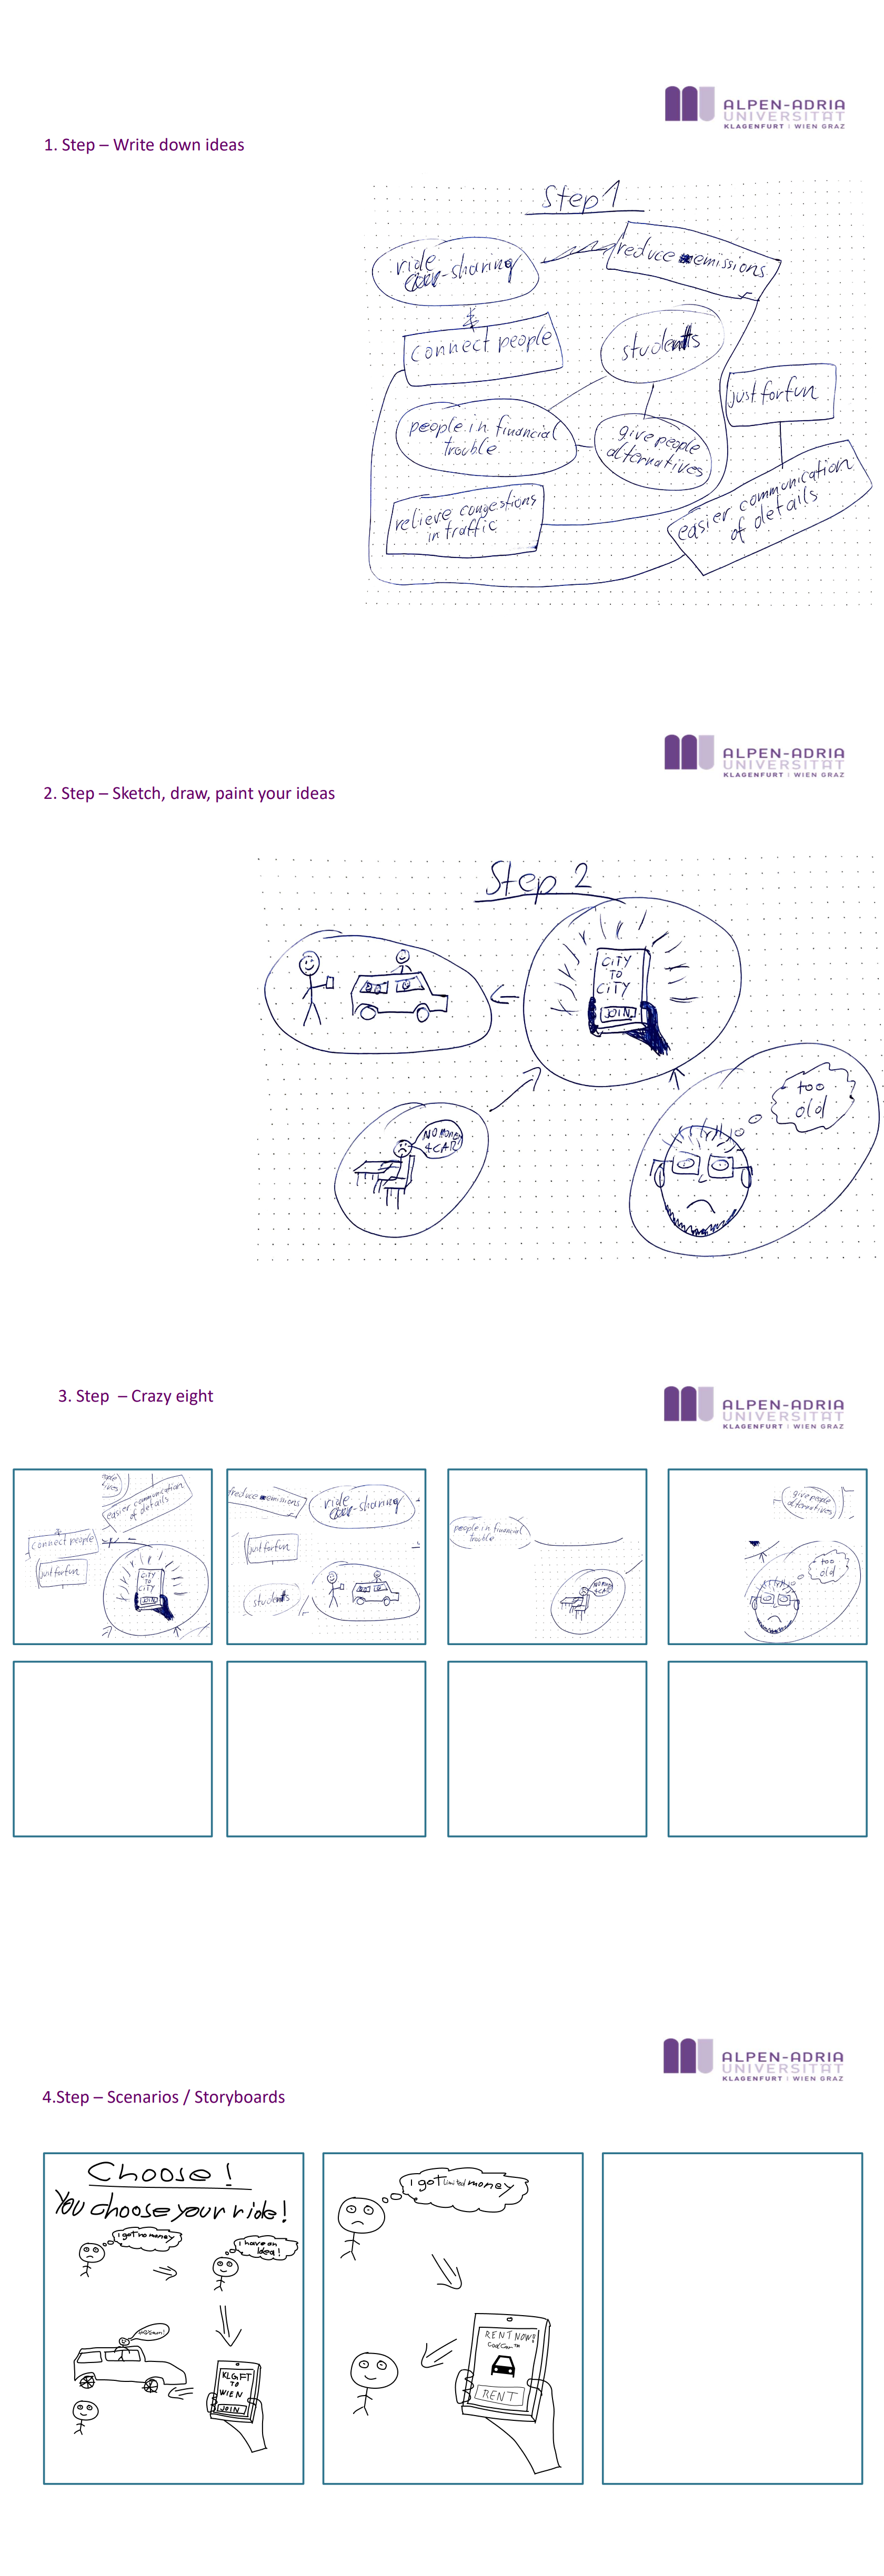 ALPEN-ADRIA
UNIVERSITÄT
KLAGENFURT | WIEN GRAZ
1. Step – Write down ideas
Step 1
ride
-sharing
reduce emissions
connect people
students
just for fun
people in financial
trouble
give people
alternatives
relieve congestions
in traffic
easier communication
of details
ALPEN-ADRIA
UNIVERSITÄT
KLAGENFURT | WIEN GRAZ
2. Step – Sketch, draw, paint your ideas
Step 2
CITY
TO
CITY
JOIN
NO MONEY
4 CAR
too
old
3. Step – Crazy eight
ALPEN-ADRIA
UNIVERSITÄT
KLAGENFURT | WIEN GRAZ
people
ives
easier communication
of details
connect people
just for fun
CITY
TO
CITY
JOIN
reduce emissions
ride
-sharing
just for fun
students
people in financial
trouble
NO MONEY
4 CAR
give people
alternatives
too
old
ALPEN-ADRIA
UNIVERSITÄT
KLAGENFURT | WIEN GRAZ
4.Step – Scenarios / Storyboards
Choose!
You choose your ride!
I got no money
I have an
Idea!
KLGFT
TO
WIEN
JOIN
I got limited money
RENT NOW!!
CoolCar™
RENT